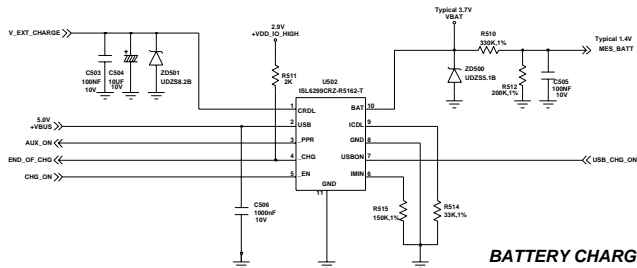 Typical 3.7V
VBAT
V_EXT_CHARGE
2.9V
+VDD_IO_HIGH
R510
330K,1%
Typical 1.4V
MES_BATT
C503
100NF
10V
C504
10UF
10V
ZD501
UDZS8.2B
R511
2K
U502
ISL6299CRZ-R5162-T
ZD500
UDZS5.1B
R512
200K,1%
C505
100NF
10V
1 CRDL
BAT 10
5.0V
+VBUS
2 USB
ICDL 9
AUX_ON
3 _PPR
GND 8
END_OF_CHG
4 _CHG
USBON 7
USB_CHG_ON
CHG_ON
5 _EN
IMIN 6
GND
11
C506
1000nF
10V
R515
150K,1%
R514
33K,1%
BATTERY CHARG